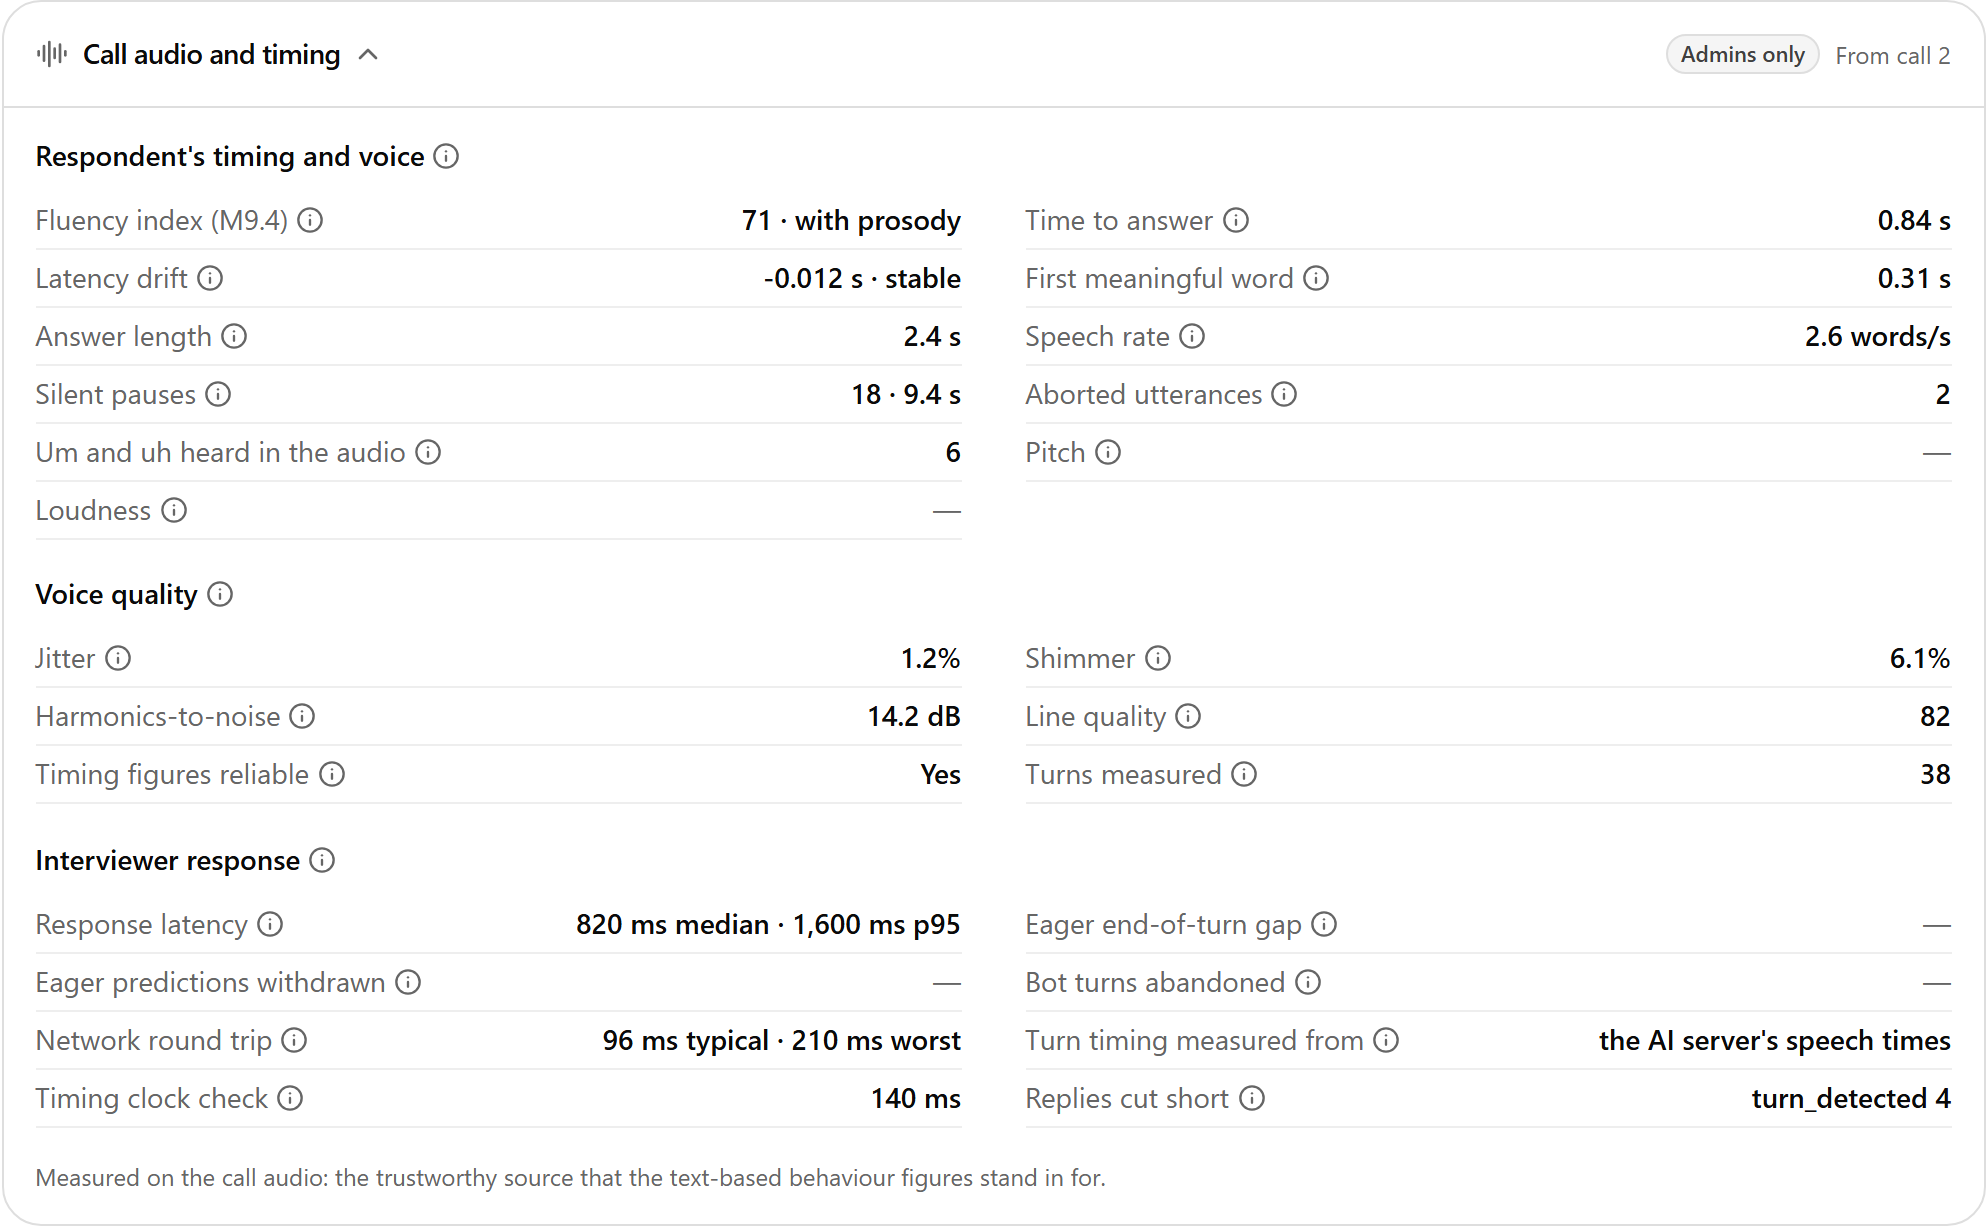 Call audio and timing
Admins only From call 2
Respondent's timing and voice
Fluency index (M9.4) 71 · with prosody
Time to answer 0.84 s
Latency drift -0.012 s · stable
First meaningful word 0.31 s
Answer length 2.4 s
Speech rate 2.6 words/s
Silent pauses 18 · 9.4 s
Aborted utterances 2
Um and uh heard in the audio 6
Pitch —
Loudness —
Voice quality
Jitter 1.2%
Shimmer 6.1%
Harmonics-to-noise 14.2 dB
Line quality 82
Timing figures reliable Yes
Turns measured 38
Interviewer response
Response latency 820 ms median · 1,600 ms p95
Eager end-of-turn gap —
Eager predictions withdrawn —
Bot turns abandoned —
Network round trip 96 ms typical · 210 ms worst
Turn timing measured from the AI server's speech times
Timing clock check 140 ms
Replies cut short turn_detected 4
Measured on the call audio: the trustworthy source that the text-based behaviour figures stand in for.